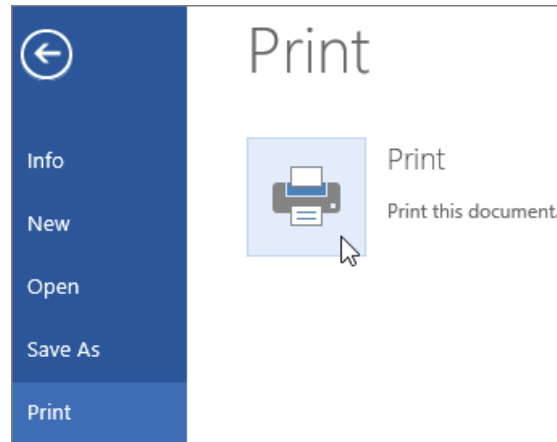 Print
Info
New
Open
Save As
Print
Print
Print this document.